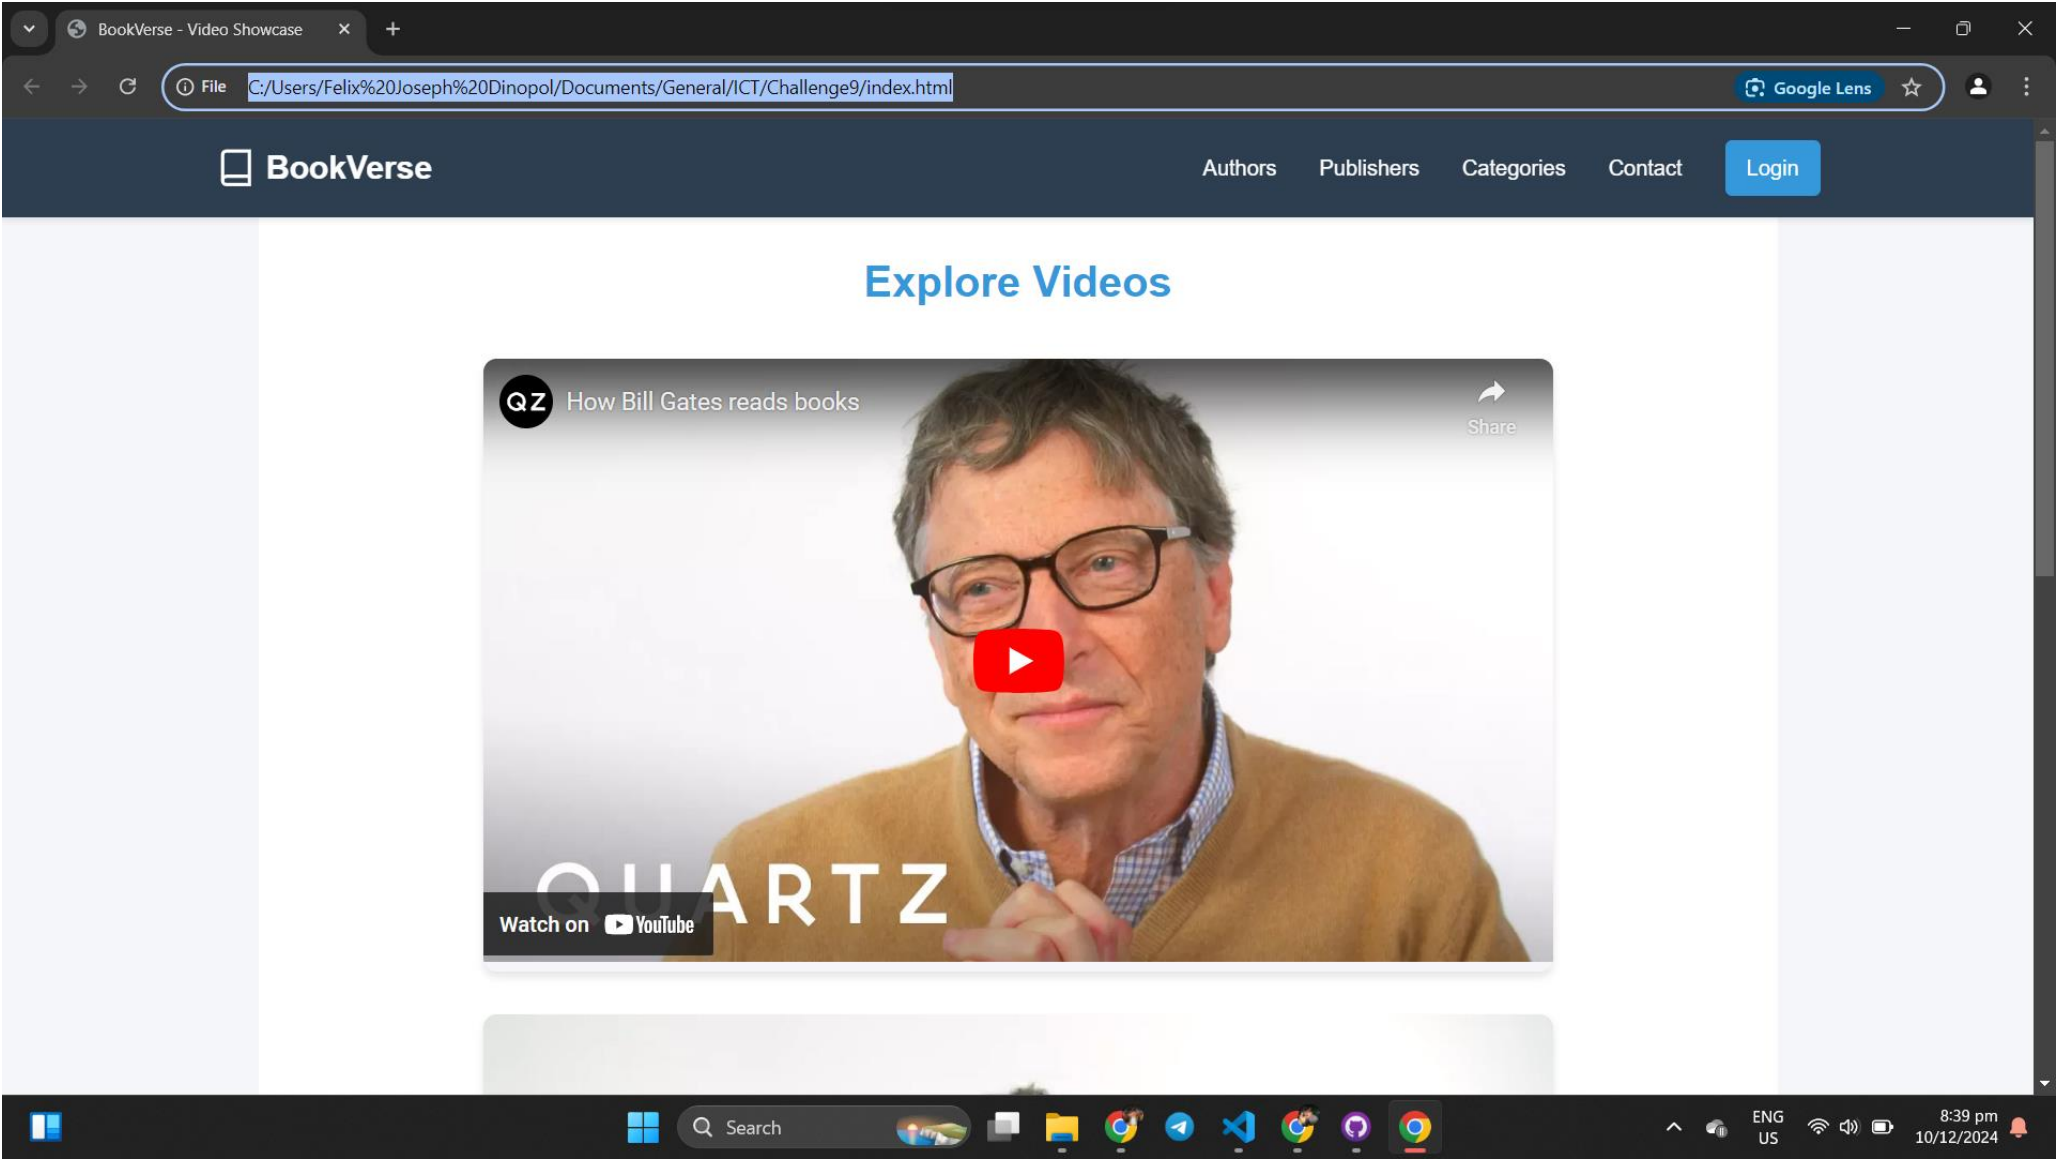 BookVerse - Video Showcase
File C:/Users/Felix%20Joseph%20Dinopol/Documents/General/ICT/Challenge9/index.html Google Lens
BookVerse Authors Publishers Categories Contact Login
Explore Videos
QZ How Bill Gates reads books
Share
QUARTZ
Watch on YouTube
Search
ENG
US
8:39 pm
10/12/2024